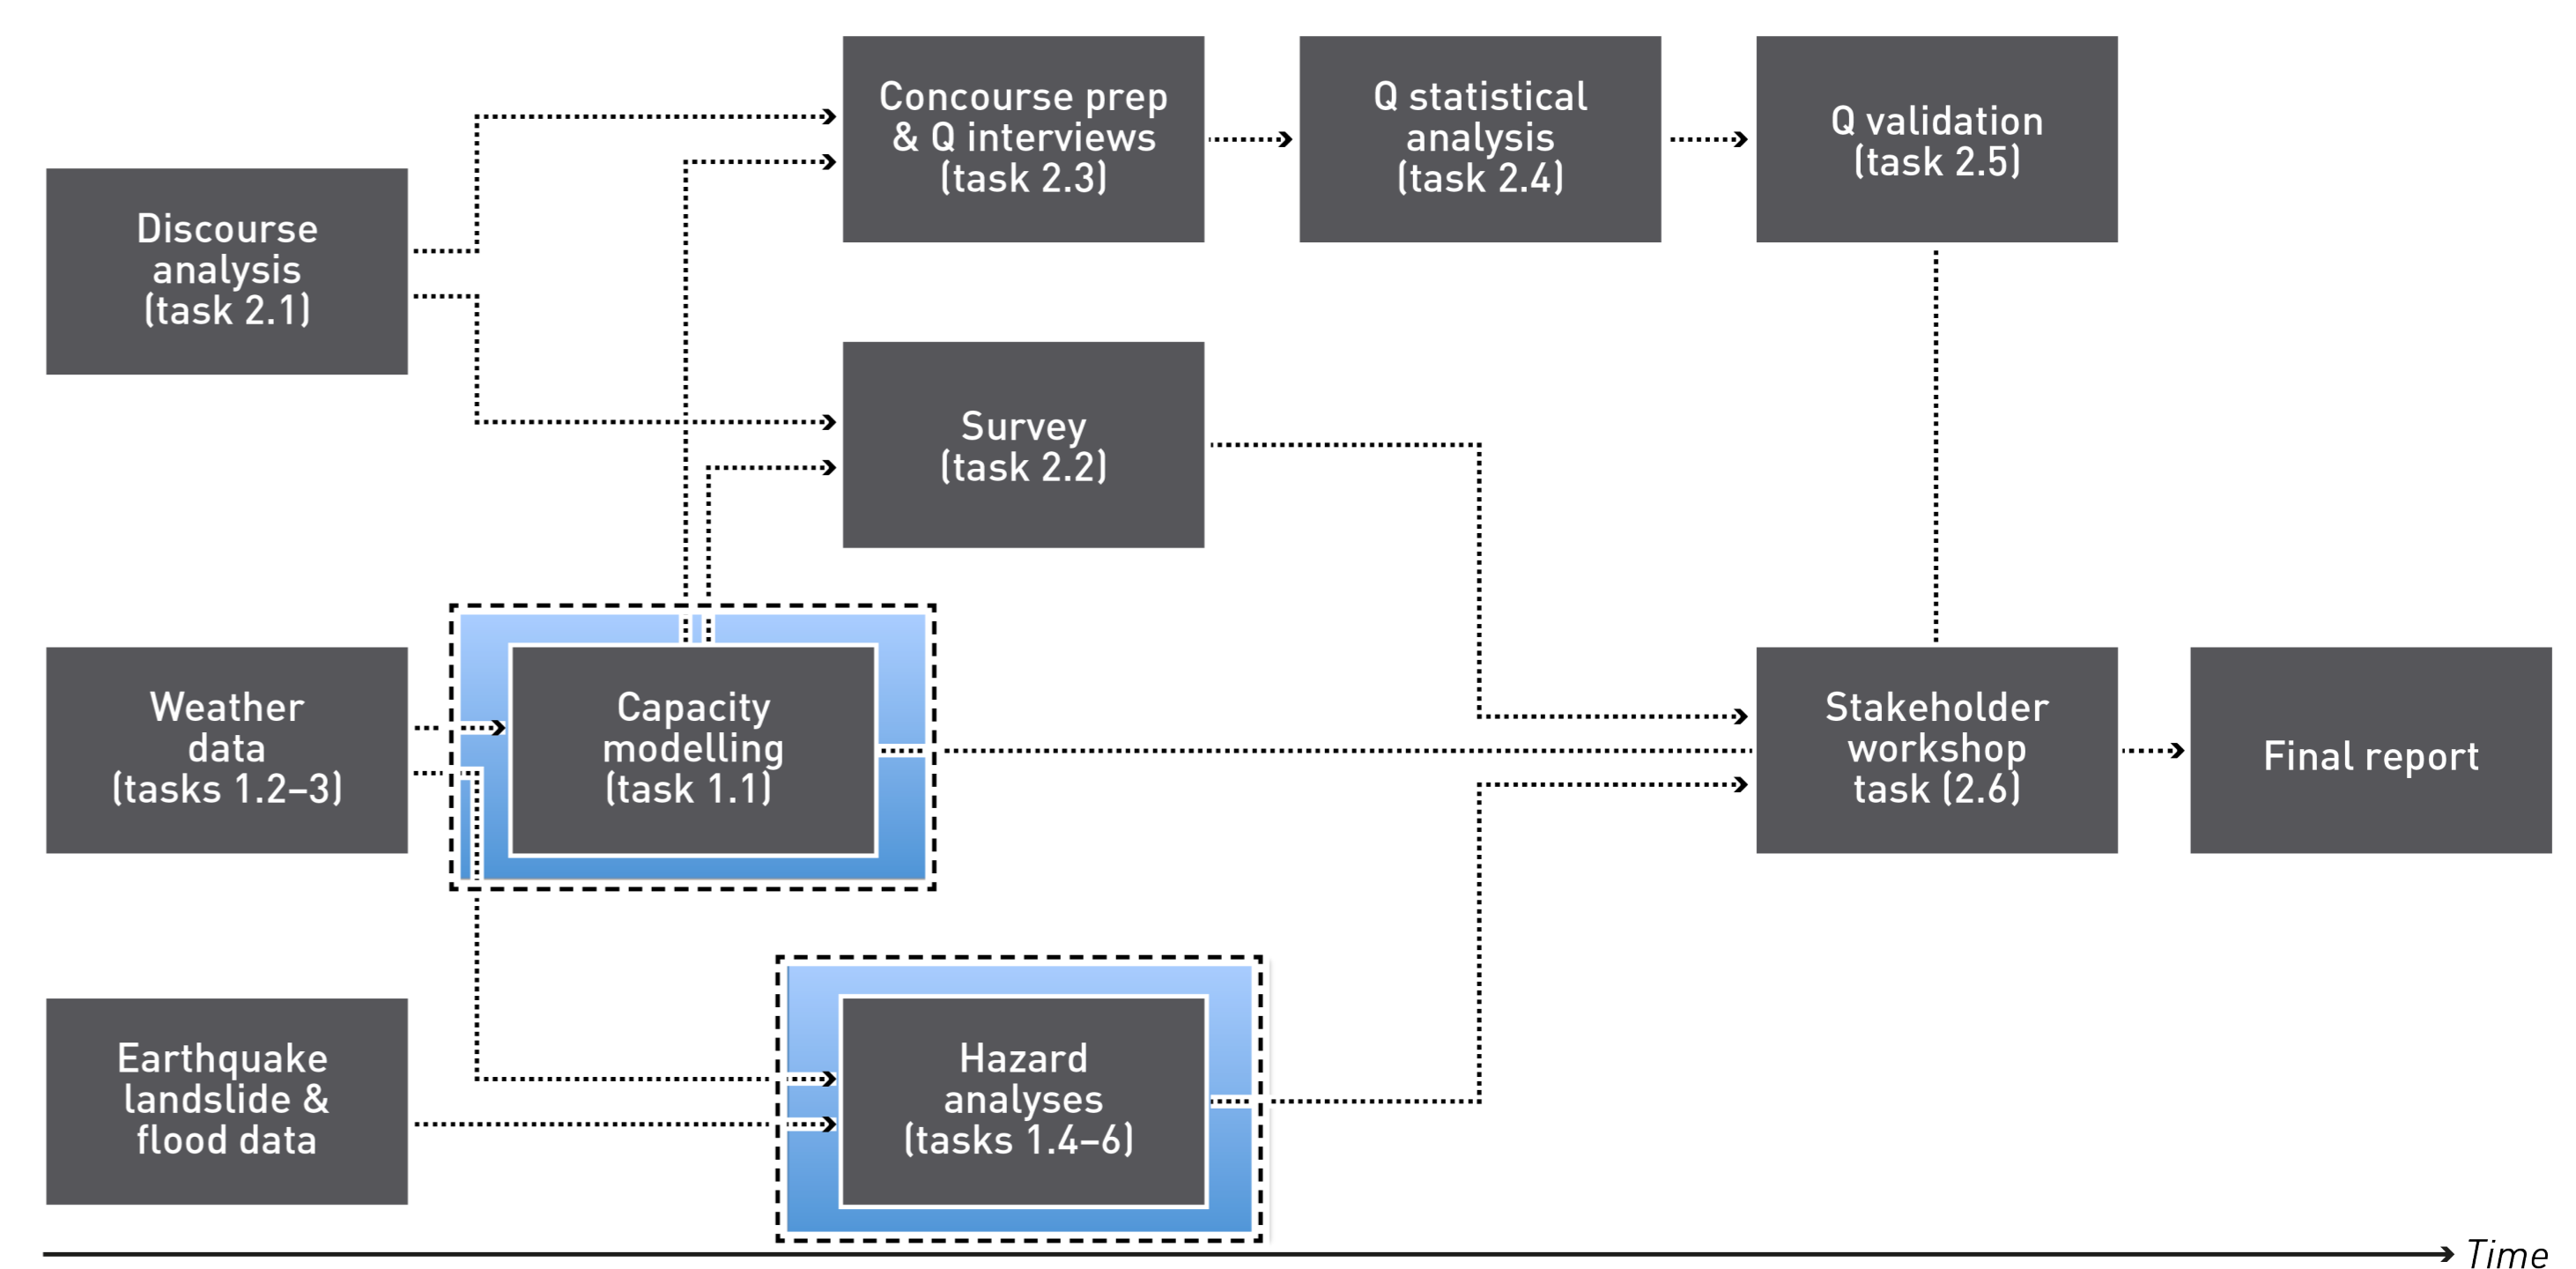 Concourse prep
& Q interviews
(task 2.3)
Q statistical
analysis
(task 2.4)
Q validation
(task 2.5)
Discourse
analysis
(task 2.1)
Survey
(task 2.2)
Weather
data
(tasks 1.2–3)
Capacity
modelling
(task 1.1)
Stakeholder
workshop
task (2.6)
Final report
Earthquake
landslide &
flood data
Hazard
analyses
(tasks 1.4–6)
Time